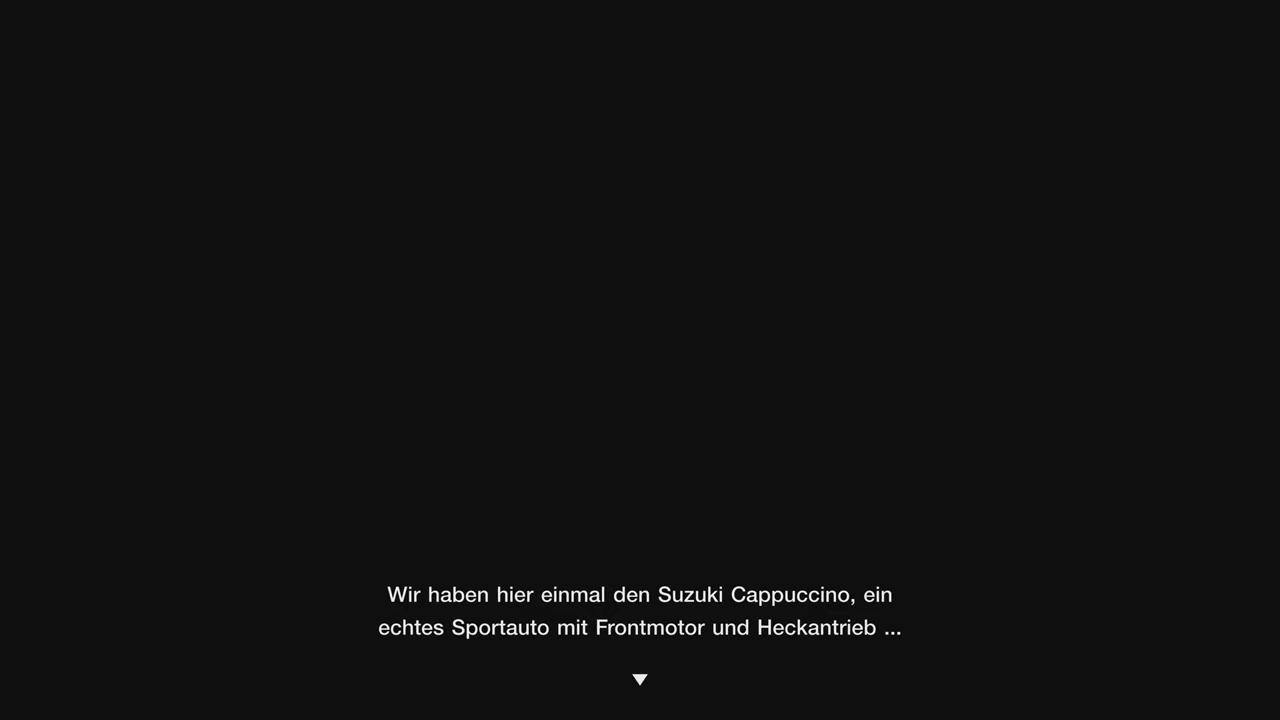 Wir haben hier einmal den Suzuki Cappuccino, ein
echtes Sportauto mit Frontmotor und Heckantrieb ...